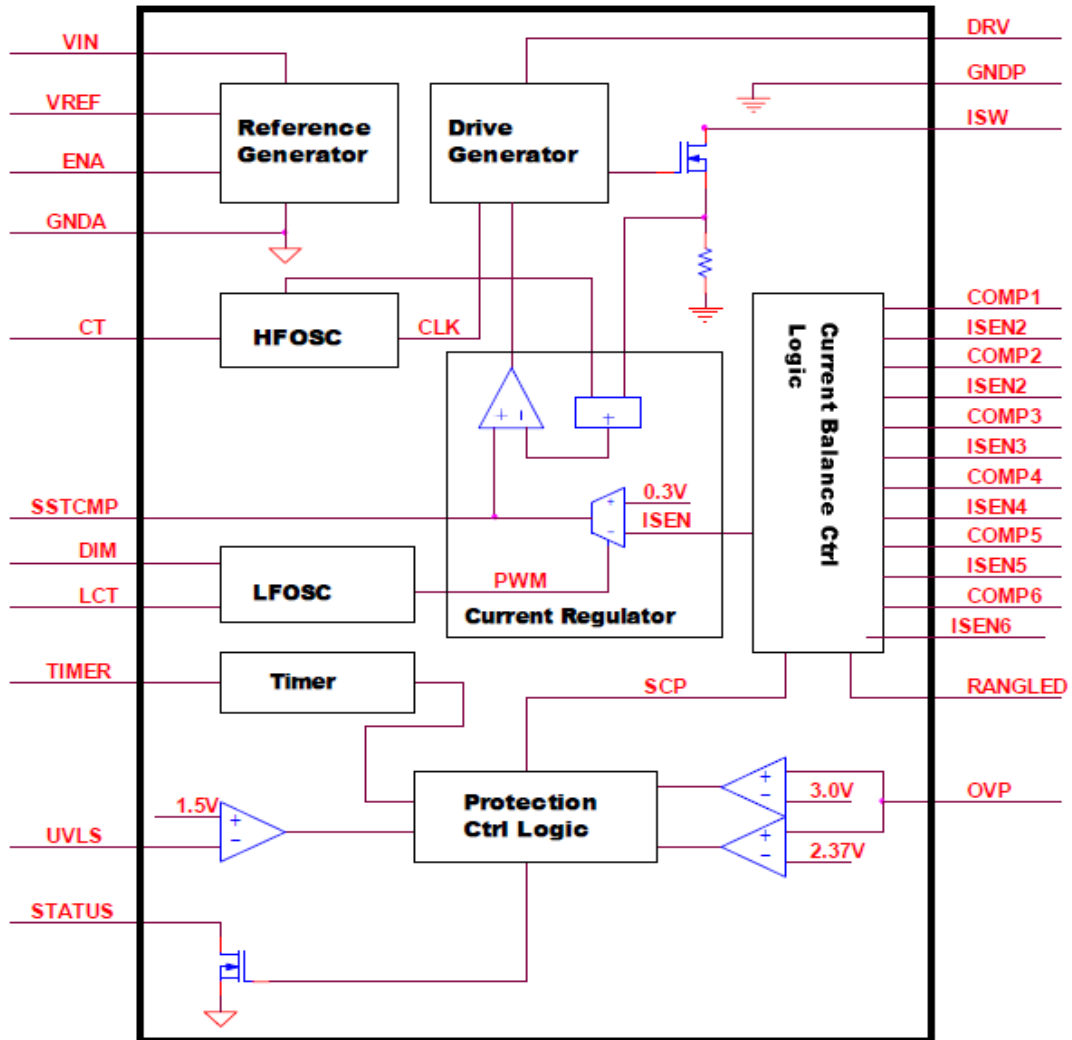 VIN
VREF
ENA
GNDA
CT
SSTCMP
DIM
LCT
TIMER
UVLS
STATUS
Reference
Generator
Drive
Generator
HFOSC
CLK
+ −
+
0.3V
+
−
ISEN
PWM
LFOSC
Current Regulator
Current Balance Ctrl
Logic
Timer
SCP
1.5V
+
−
Protection
Ctrl Logic
+
−
3.0V
+
−
2.37V
DRV
GNDP
ISW
COMP1
ISEN2
COMP2
ISEN2
COMP3
ISEN3
COMP4
ISEN4
COMP5
ISEN5
COMP6
ISEN6
RANGLED
OVP